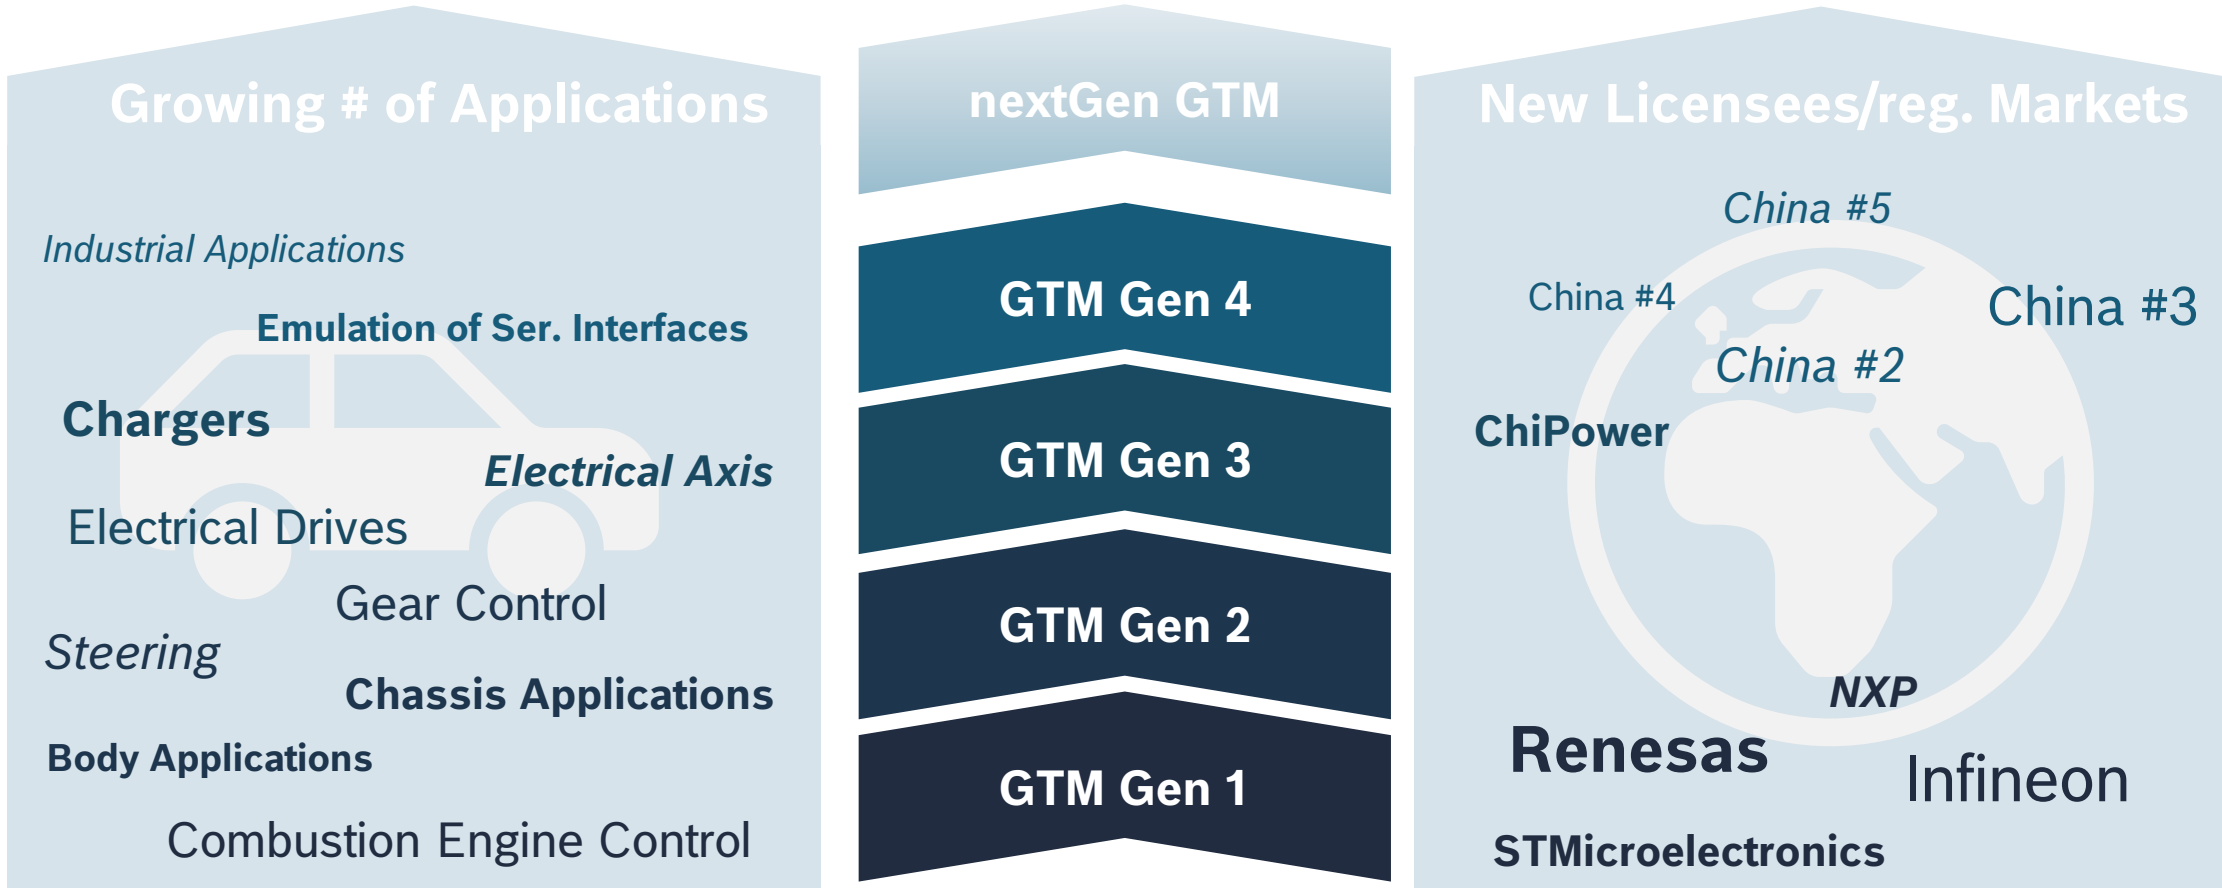 Growing # of Applications
Industrial Applications
Emulation of Ser. Interfaces
Chargers
Electrical Axis
Electrical Drives
Gear Control
Steering
Chassis Applications
Body Applications
Combustion Engine Control
nextGen GTM
GTM Gen 4
GTM Gen 3
GTM Gen 2
GTM Gen 1
New Licensees/reg. Markets
China #5
China #4
China #3
China #2
ChiPower
NXP
Renesas
Infineon
STMicroelectronics